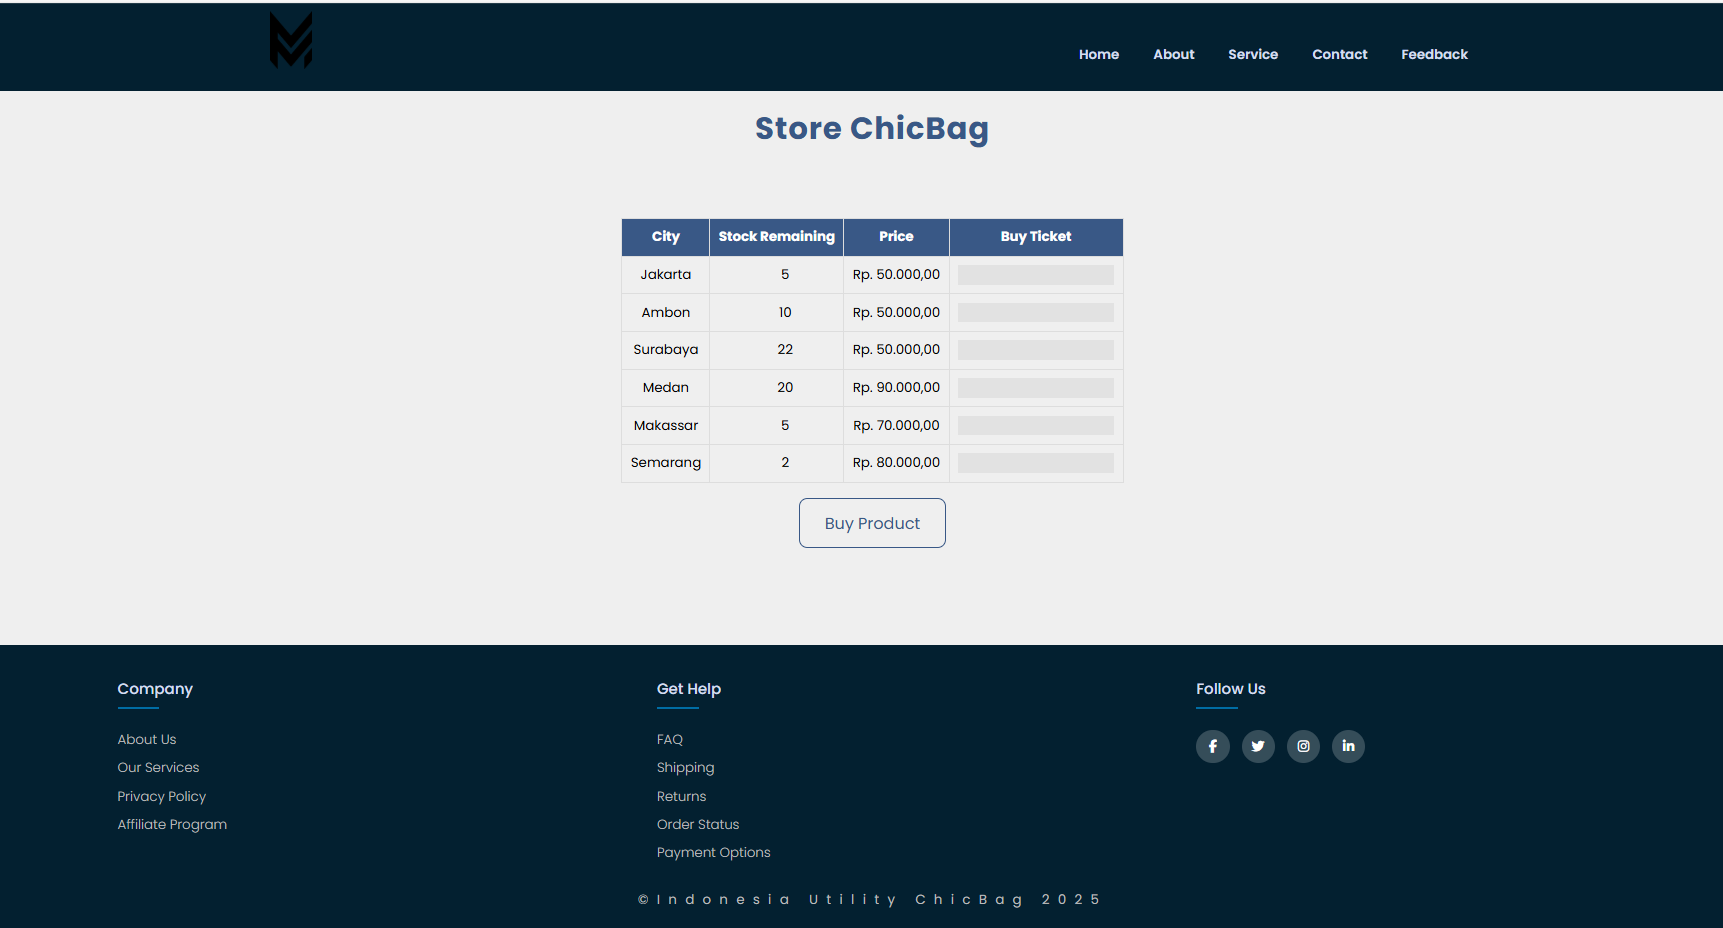 Home About Service Contact Feedback
Store ChicBag
City Stock Remaining Price Buy Ticket
Jakarta 5 Rp. 50.000,00
Ambon 10 Rp. 50.000,00
Surabaya 22 Rp. 50.000,00
Medan 20 Rp. 90.000,00
Makassar 5 Rp. 70.000,00
Semarang 2 Rp. 80.000,00
Buy Product
Company
About Us
Our Services
Privacy Policy
Affiliate Program
Get Help
FAQ
Shipping
Returns
Order Status
Payment Options
Follow Us
©Indonesia Utility ChicBag 2025